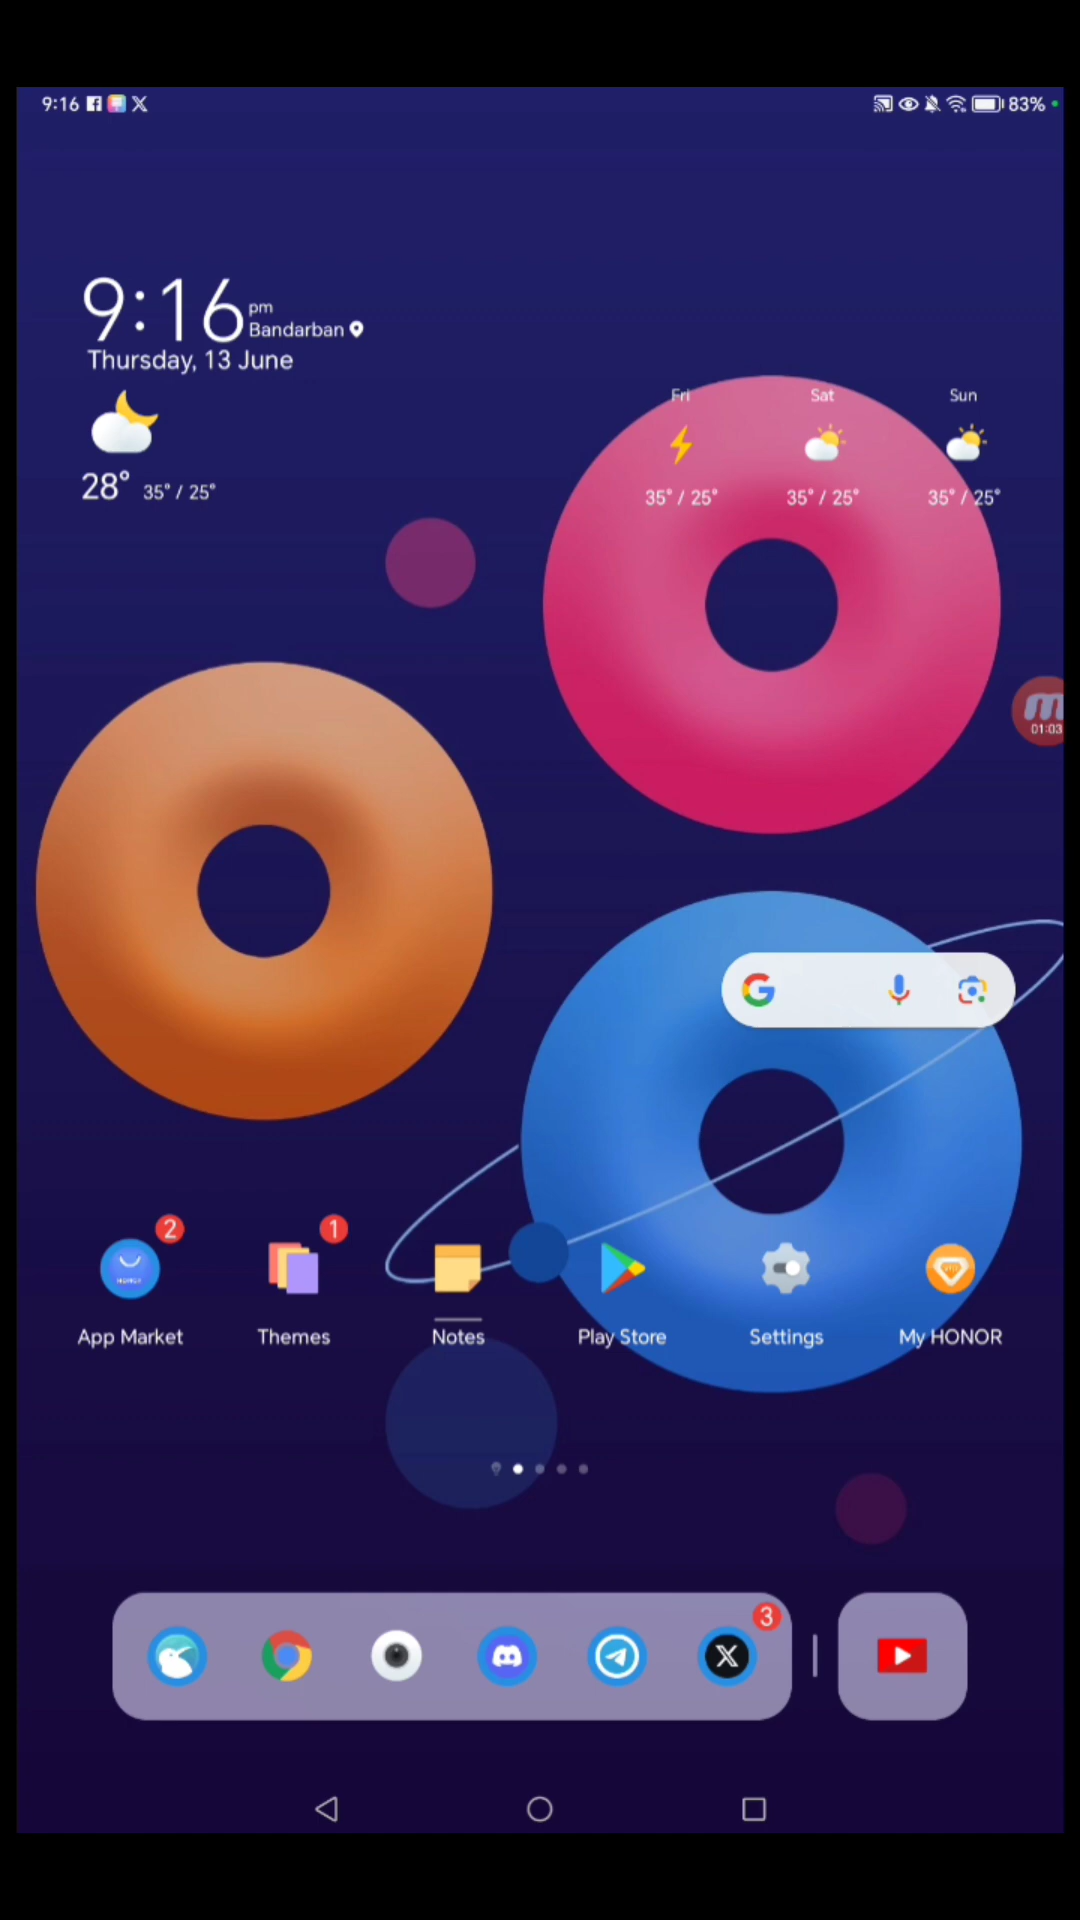 9:16
83%
9:16 pm
Bandarban
Thursday, 13 June
28° 35° / 25°
Fri Sat Sun
35° / 25° 35° / 25° 35° / 25°
01:03
G
2 1
HONOR
App Market Themes Notes Play Store Settings My HONOR
3